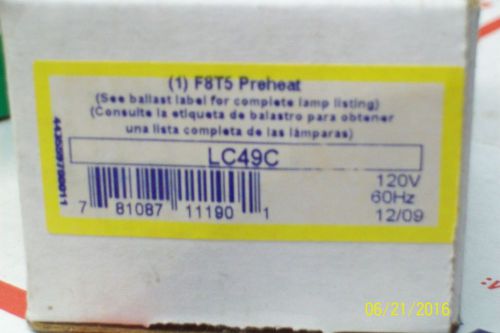 (1) F8T5 Preheat
(See ballast label for complete lamp listing)
(Consulte la etiqueta de balastro para obtener
una lista completa de las lámparas)
LC49C
120V
60Hz
12/09
7 81087 11190 1
06/21/2016